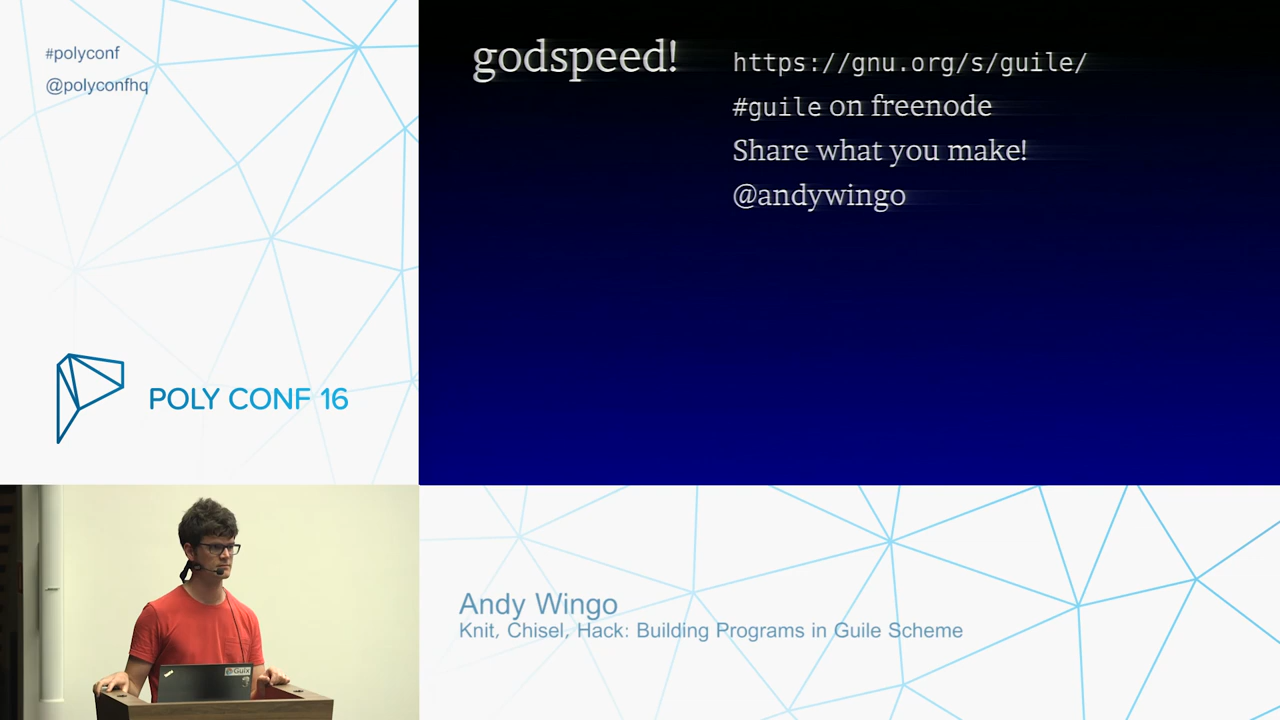 #polyconf
@polyconfhq
POLY CONF 16
godspeed!
https://gnu.org/s/guile/
#guile on freenode
Share what you make!
@andywingo
Guix
Andy Wingo
Knit, Chisel, Hack: Building Programs in Guile Scheme